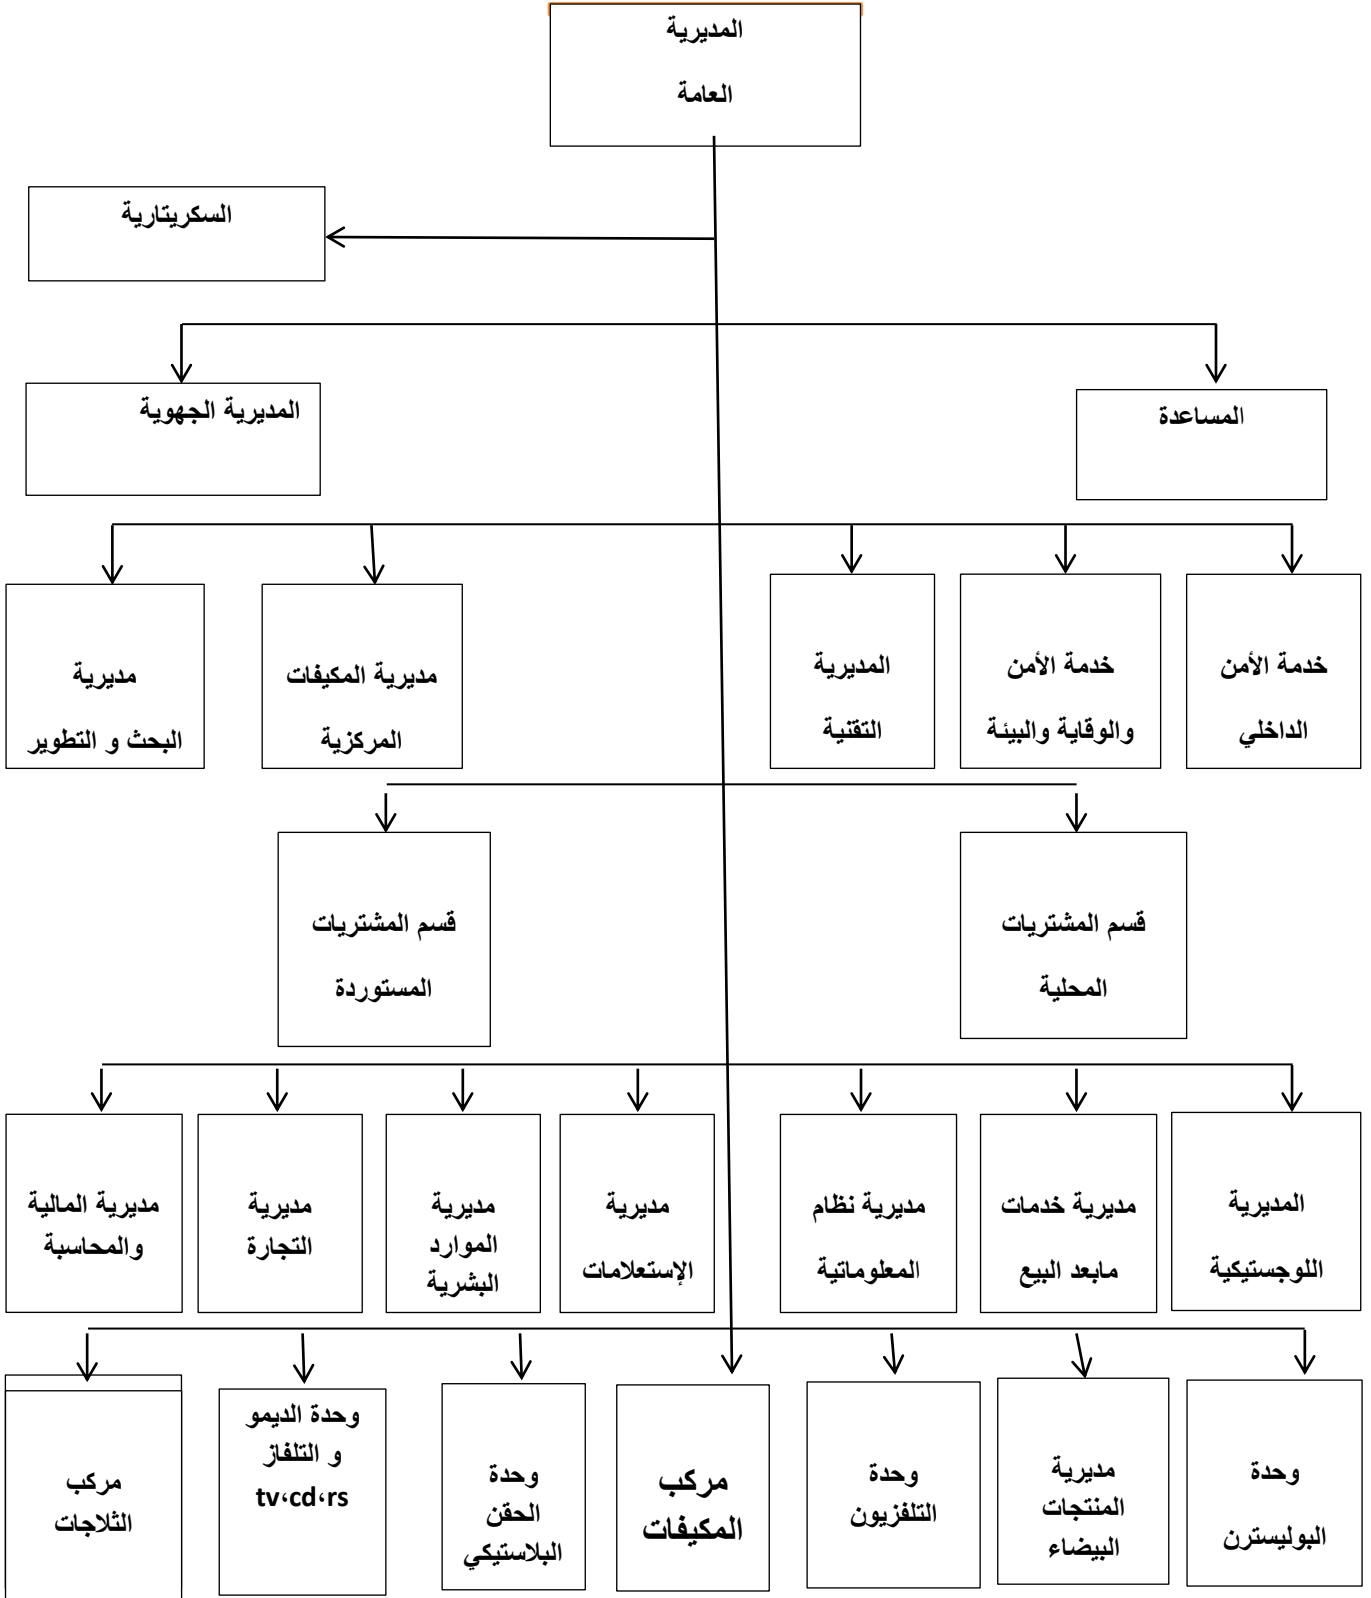 المديرية
العامة
السكريتارية
المساعدة
المديرية الجهوية
خدمة الأمن
الداخلي
خدمة الأمن
والوقاية والبيئة
المديرية
التقنية
مديرية المكيفات
المركزية
مديرية
البحث و التطوير
قسم المشتريات
المحلية
قسم المشتريات
المستوردة
المديرية
اللوجستيكية
مديرية خدمات
مابعد البيع
مديرية نظام
المعلوماتية
مديرية
الإستعلامات
مديرية
الموارد
البشرية
مديرية
التجارة
مديرية المالية
والمحاسبة
وحدة
البوليسترن
مديرية
المنتجات
البيضاء
وحدة
التلفزيون
مركب
المكيفات
وحدة
الحقن
البلاستيكي
وحدة الديمو
و التلفاز
tv،cd،rs
مركب
الثلاجات